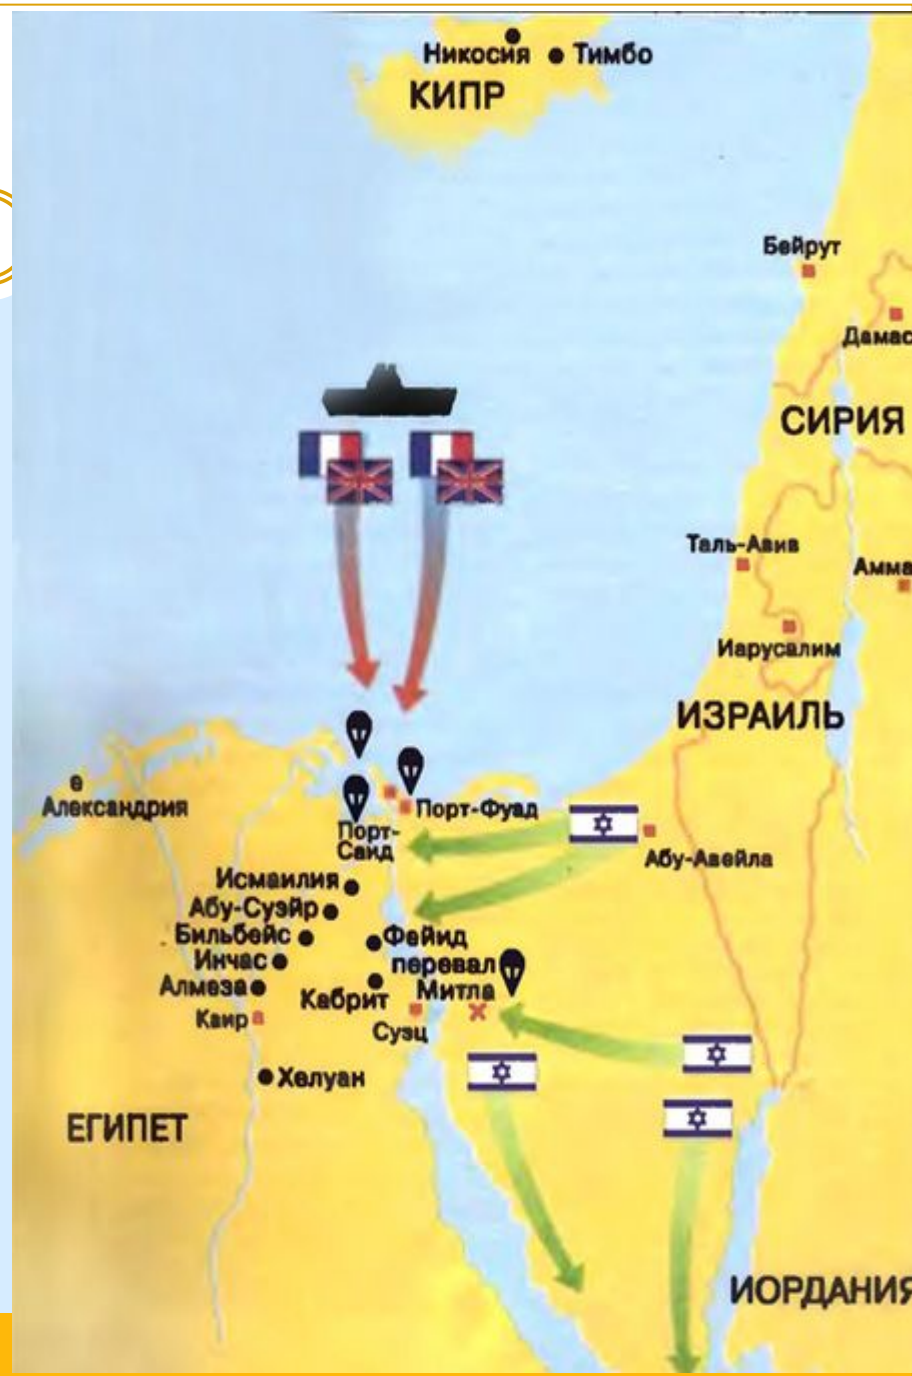 Никосия
Тимбо
КИПР
Бейрут
Дамас
СИРИЯ
Таль-Авив
Амма
Иарусалим
ИЗРАИЛЬ
е
Александрия
Порт-Фуад
Порт-
Саид
Абу-Авейла
Исмаилия
Абу-Суэйр
Бильбейс
Фейид
Инчас
перевал
Митла
Алмеза
Кабрит
Каир а
Суэц
Хелуан
ЕГИПЕТ
ИОРДАНИЯ